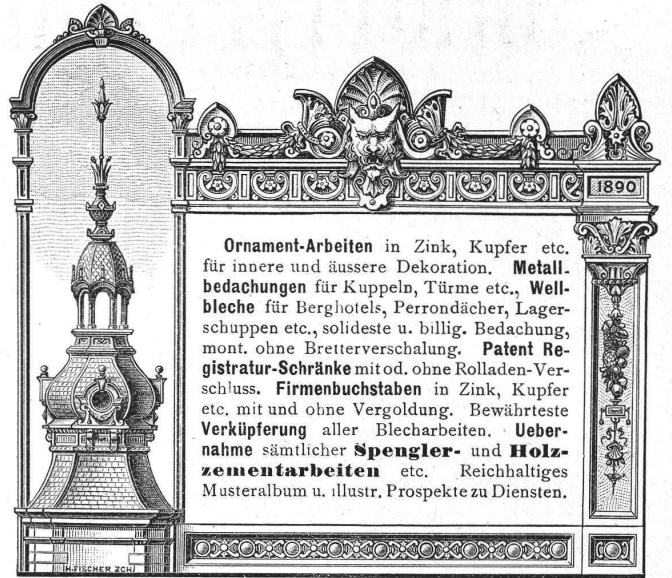 1890
Ornament-Arbeiten in Zink, Kupfer etc.
für innere und äussere Dekoration. Metall-
bedachungen für Kuppeln, Türme etc., Well-
bleche für Berghotels, Perrondächer, Lager-
schuppen etc., solideste u. billig. Bedachung,
mont. ohne Bretterverschalung. Patent Re-
gistratur-Schränke mit od. ohne Rolladen-Ver-
schluss. Firmenbuchstaben in Zink, Kupfer
etc. mit und ohne Vergoldung. Bewährteste
Verküpferung aller Blecharbeiten. Ueber-
nahme sämtlicher Spengler- und Holz-
zementarbeiten etc. Reichhaltiges
Musteralbum u. illustr. Prospekte zu Diensten.
H.FISCHER ZCH.